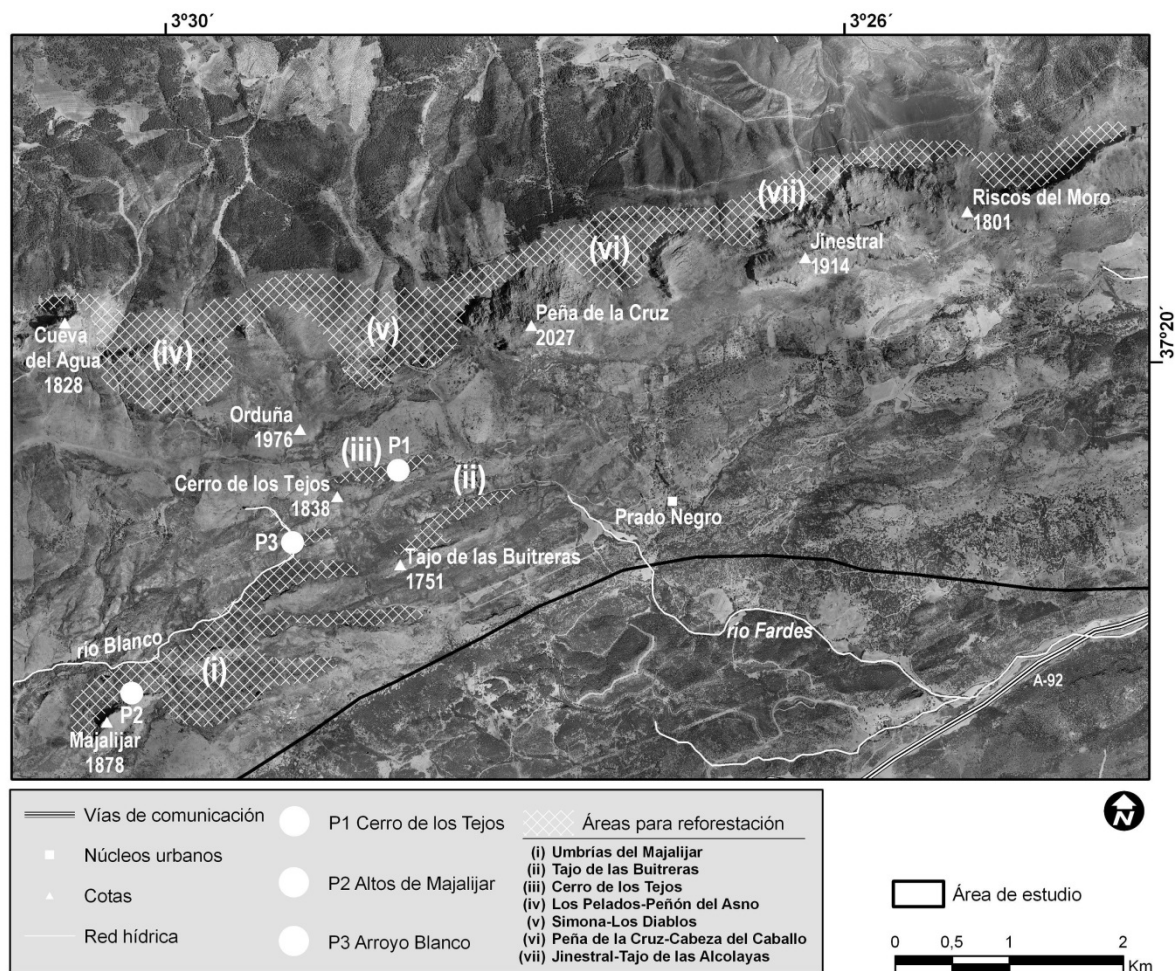 3º30´
3º26´
37º20´
(vii)
Riscos del Moro
1801
(vi)
Jinestral
1914
Cueva
del Agua
1828
(iv)
(v)
Peña de la Cruz
2027
Orduña
1976
(iii)
P1
(ii)
Cerro de los Tejos
1838
Prado Negro
P3
Tajo de las Buitreras
1751
río Blanco
río Fardes
(i)
A-92
P2
Majalijar
1878
Vías de comunicación
Núcleos urbanos
Cotas
Red hídrica
P1 Cerro de los Tejos
P2 Altos de Majalijar
P3 Arroyo Blanco
Áreas para reforestación
(i) Umbrías del Majalijar
(ii) Tajo de las Buitreras
(iii) Cerro de los Tejos
(iv) Los Pelados-Peñón del Asno
(v) Simona-Los Diablos
(vi) Peña de la Cruz-Cabeza del Caballo
(vii) Jinestral-Tajo de las Alcolayas
N
Área de estudio
0 0,5 1 2
Km